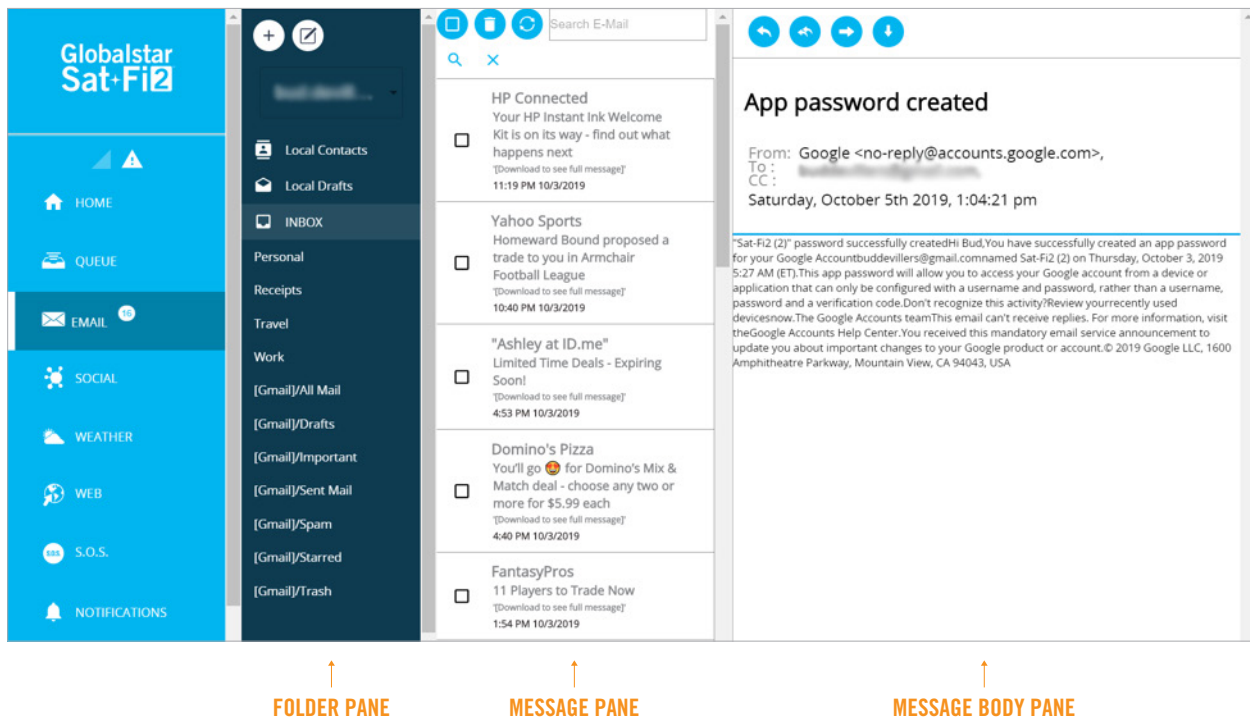 Globalstar
Sat-Fi2
HOME
QUEUE
EMAIL 16
SOCIAL
WEATHER
WEB
SOS S.O.S.
NOTIFICATIONS
Local Contacts
Local Drafts
INBOX
Personal
Receipts
Travel
Work
[Gmail]/All Mail
[Gmail]/Drafts
[Gmail]/Important
[Gmail]/Sent Mail
[Gmail]/Spam
[Gmail]/Starred
[Gmail]/Trash
Search E-Mail
HP Connected
Your HP Instant Ink Welcome
Kit is on its way - find out what
happens next
'[Download to see full message]'
11:19 PM 10/3/2019
Yahoo Sports
Homeward Bound proposed a
trade to you in Armchair
Football League
'[Download to see full message]'
10:40 PM 10/3/2019
"Ashley at ID.me"
Limited Time Deals - Expiring
Soon!
'[Download to see full message]'
4:53 PM 10/3/2019
Domino's Pizza
You'll go 🤩 for Domino's Mix &
Match deal - choose any two or
more for $5.99 each
'[Download to see full message]'
4:40 PM 10/3/2019
FantasyPros
11 Players to Trade Now
'[Download to see full message]'
1:54 PM 10/3/2019
App password created
From: Google <no-reply@accounts.google.com>,
To :
CC :
Saturday, October 5th 2019, 1:04:21 pm
"Sat-Fi2 (2)" password successfully createdHi Bud,You have successfully created an app password
for your Google Accountbuddevillers@gmail.comnamed Sat-Fi2 (2) on Thursday, October 3, 2019
5:27 AM (ET).This app password will allow you to access your Google account from a device or
application that can only be configured with a username and password, rather than a username,
password and a verification code.Don't recognize this activity?Review yourrecently used
devicesnow.The Google Accounts teamThis email can't receive replies. For more information, visit
theGoogle Accounts Help Center.You received this mandatory email service announcement to
update you about important changes to your Google product or account.© 2019 Google LLC, 1600
Amphitheatre Parkway, Mountain View, CA 94043, USA
FOLDER PANE
MESSAGE PANE
MESSAGE BODY PANE